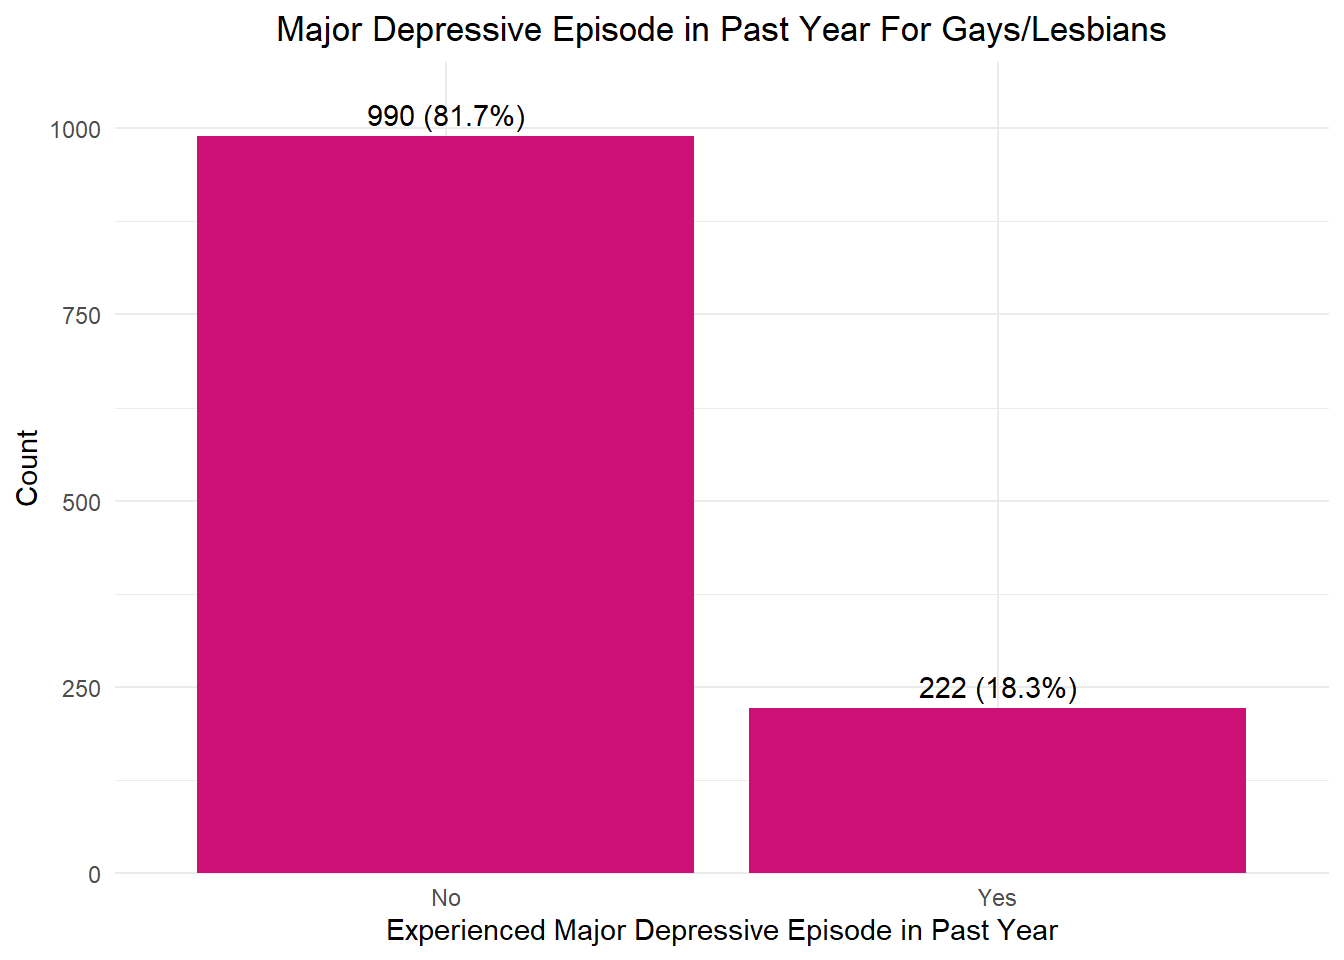 Major Depressive Episode in Past Year For Gays/Lesbians
990 (81.7%)
1000
750
Count
500
222 (18.3%)
250
0
No
Yes
Experienced Major Depressive Episode in Past Year